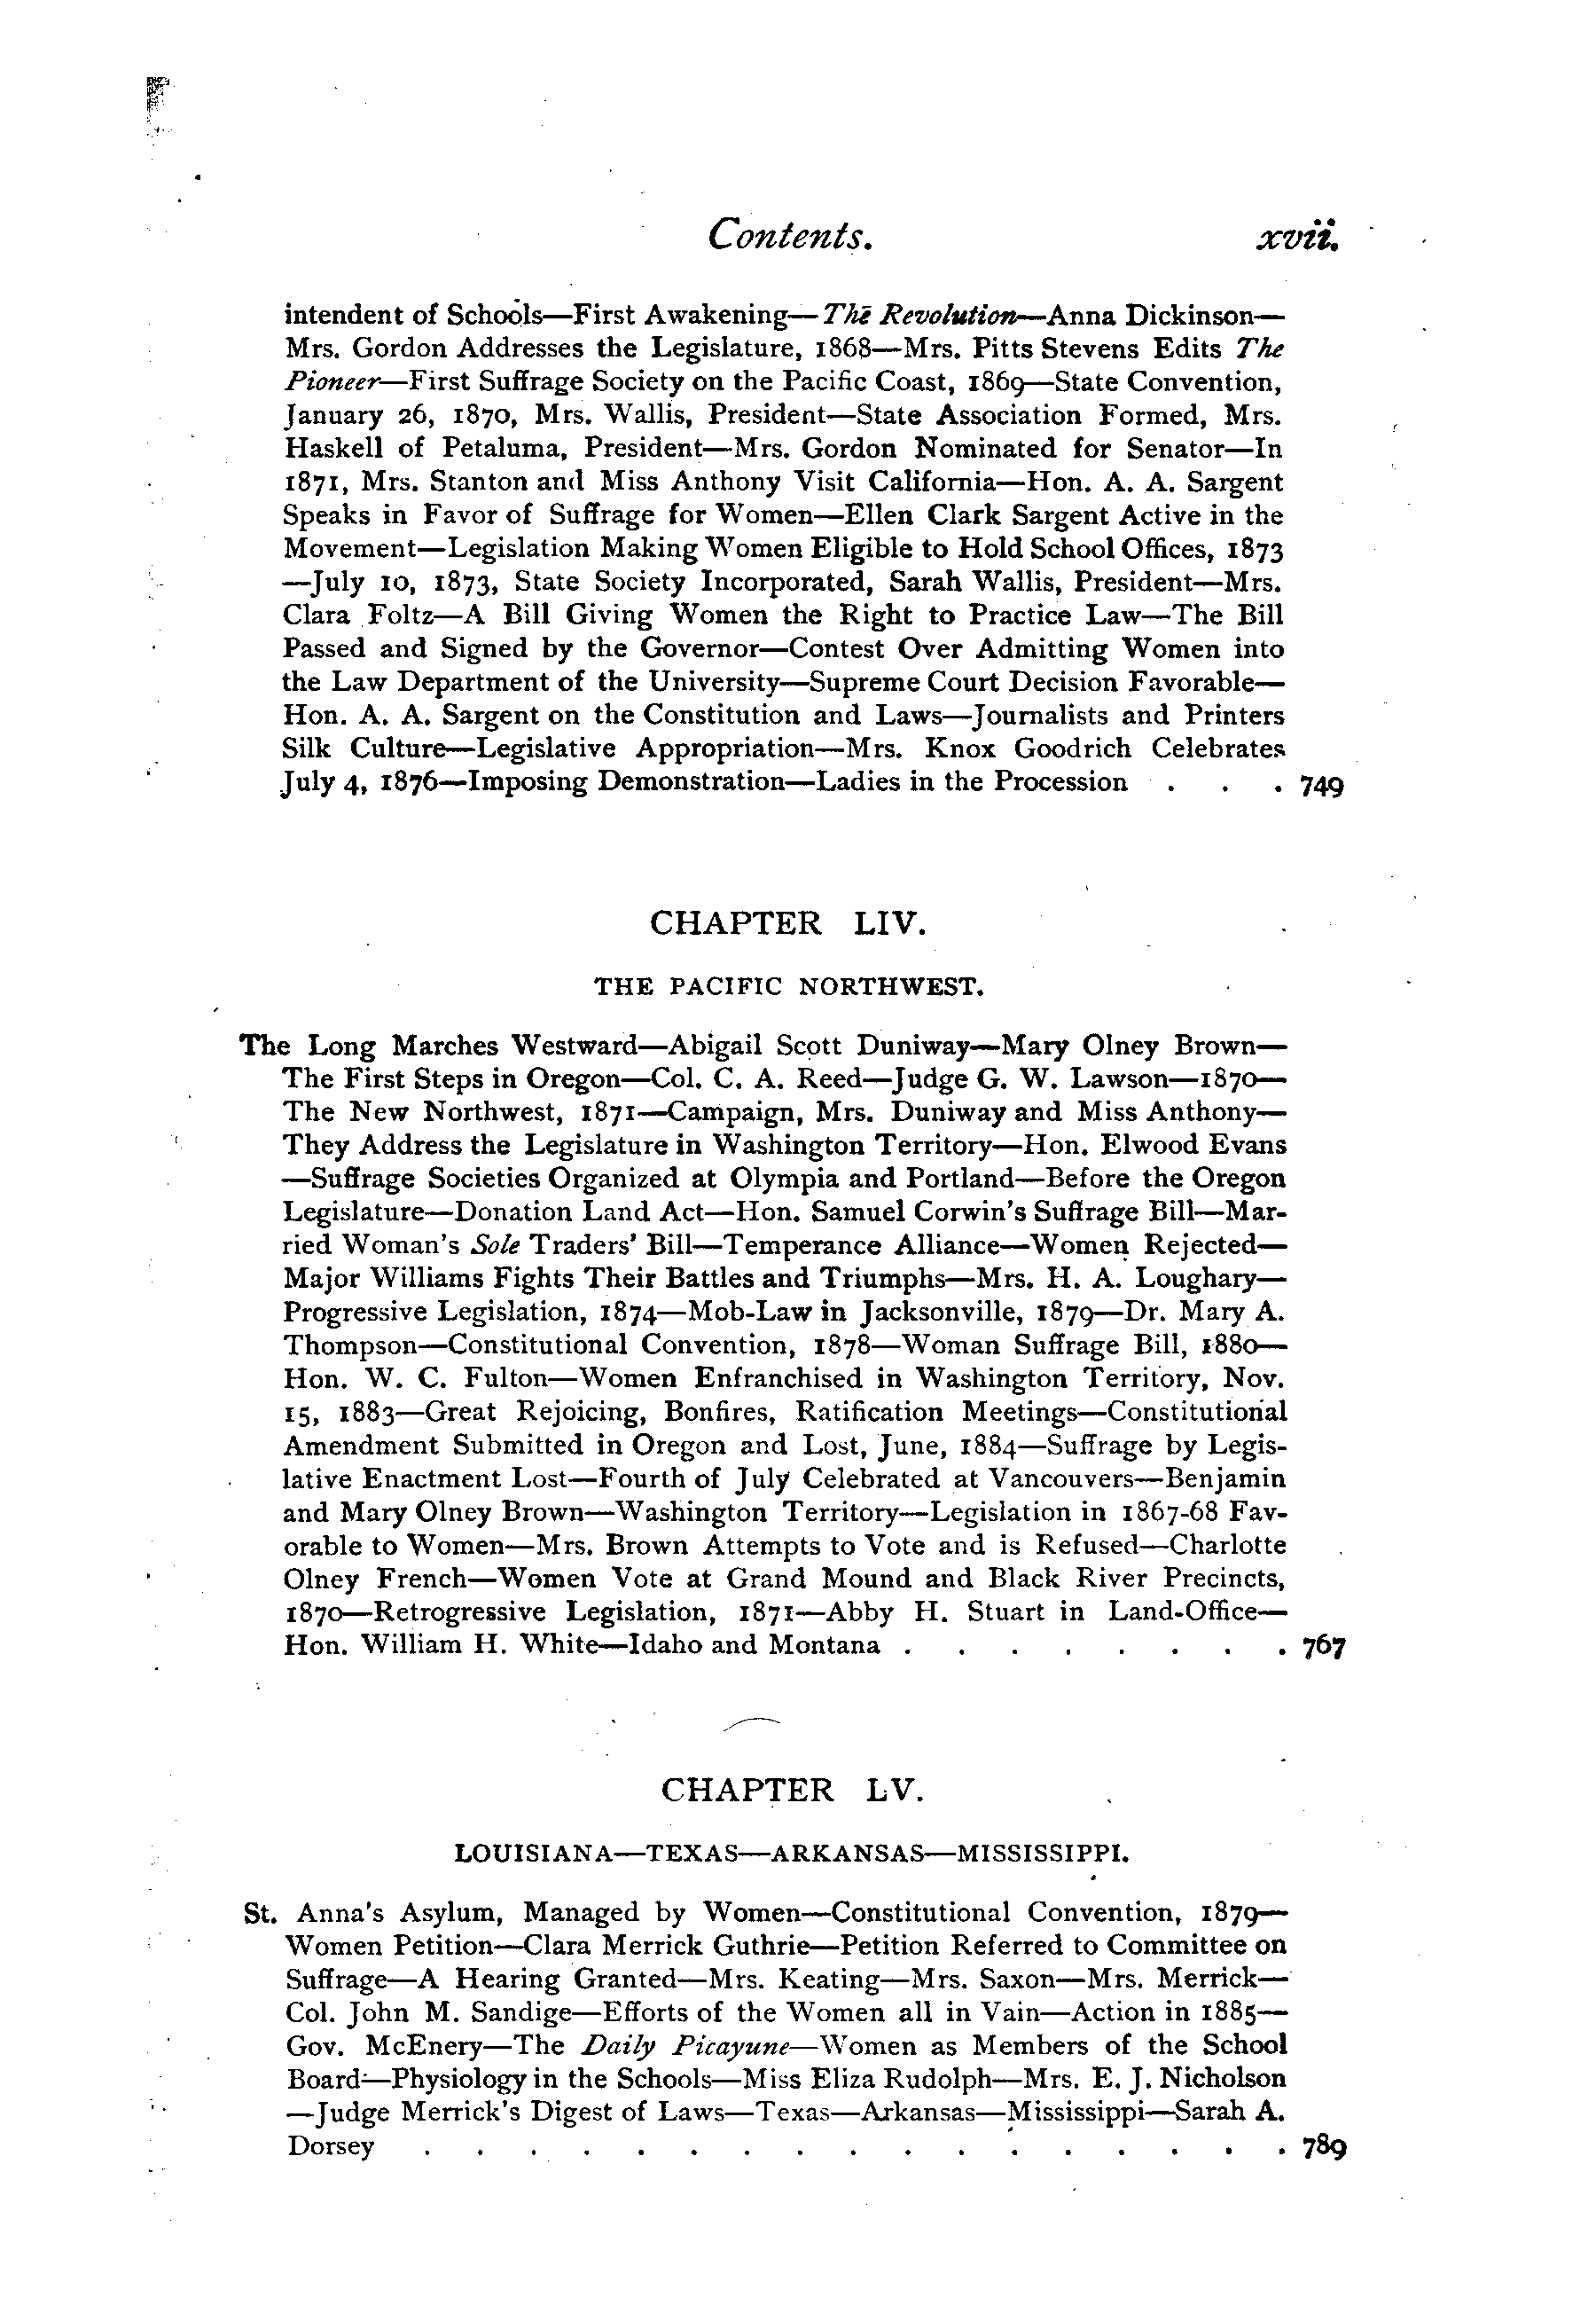 Contents. xvii.
intendent of Schools—First Awakening—The Revolution—Anna Dickinson—
Mrs. Gordon Addresses the Legislature, 1868—Mrs. Pitts Stevens Edits The
Pioneer—First Suffrage Society on the Pacific Coast, 1869—State Convention,
January 26, 1870, Mrs. Wallis, President—State Association Formed, Mrs.
Haskell of Petaluma, President—Mrs. Gordon Nominated for Senator—In
1871, Mrs. Stanton and Miss Anthony Visit California—Hon. A. A. Sargent
Speaks in Favor of Suffrage for Women—Ellen Clark Sargent Active in the
Movement—Legislation Making Women Eligible to Hold School Offices, 1873
—July 10, 1873, State Society Incorporated, Sarah Wallis, President—Mrs.
Clara Foltz—A Bill Giving Women the Right to Practice Law—The Bill
Passed and Signed by the Governor—Contest Over Admitting Women into
the Law Department of the University—Supreme Court Decision Favorable—
Hon. A. A. Sargent on the Constitution and Laws—Journalists and Printers
Silk Culture—Legislative Appropriation—Mrs. Knox Goodrich Celebrates
July 4, 1876—Imposing Demonstration—Ladies in the Procession . . . 749
CHAPTER LIV.
THE PACIFIC NORTHWEST.
The Long Marches Westward—Abigail Scott Duniway—Mary Olney Brown—
The First Steps in Oregon—Col. C. A. Reed—Judge G. W. Lawson—1870—
The New Northwest, 1871—Campaign, Mrs. Duniway and Miss Anthony—
They Address the Legislature in Washington Territory—Hon. Elwood Evans
—Suffrage Societies Organized at Olympia and Portland—Before the Oregon
Legislature—Donation Land Act—Hon. Samuel Corwin's Suffrage Bill—Mar-
ried Woman's Sole Traders' Bill—Temperance Alliance—Women Rejected—
Major Williams Fights Their Battles and Triumphs—Mrs. H. A. Loughary—
Progressive Legislation, 1874—Mob-Law in Jacksonville, 1879—Dr. Mary A.
Thompson—Constitutional Convention, 1878—Woman Suffrage Bill, 1880—
Hon. W. C. Fulton—Women Enfranchised in Washington Territory, Nov.
15, 1883—Great Rejoicing, Bonfires, Ratification Meetings—Constitutional
Amendment Submitted in Oregon and Lost, June, 1884—Suffrage by Legis-
lative Enactment Lost—Fourth of July Celebrated at Vancouvers—Benjamin
and Mary Olney Brown—Washington Territory—Legislation in 1867-68 Fav-
orable to Women—Mrs. Brown Attempts to Vote and is Refused—Charlotte
Olney French—Women Vote at Grand Mound and Black River Precincts,
1870—Retrogressive Legislation, 1871—Abby H. Stuart in Land-Office—
Hon. William H. White—Idaho and Montana . . . . . . . . 767
CHAPTER LV.
LOUISIANA—TEXAS—ARKANSAS—MISSISSIPPI.
St. Anna's Asylum, Managed by Women—Constitutional Convention, 1879—
Women Petition—Clara Merrick Guthrie—Petition Referred to Committee on
Suffrage—A Hearing Granted—Mrs. Keating—Mrs. Saxon—Mrs. Merrick—
Col. John M. Sandige—Efforts of the Women all in Vain—Action in 1885—
Gov. McEnery—The Daily Picayune—Women as Members of the School
Board—Physiology in the Schools—Miss Eliza Rudolph—Mrs. E. J. Nicholson
—Judge Merrick's Digest of Laws—Texas—Arkansas—Mississippi—Sarah A.
Dorsey . . . . . . . . . . . . . . . . . 789